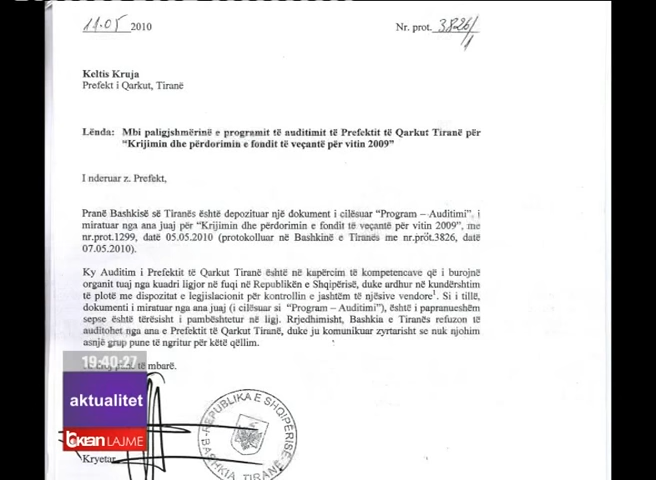 11.05 2010
Nr. prot. 3826/1
Keltis Kruja
Prefekt i Qarkut, Tiranë
Lënda: Mbi paligjshmërinë e programit të auditimit të Prefektit të Qarkut Tiranë për
“Krijimin dhe përdorimin e fondit të veçantë për vitin 2009”
I nderuar z. Prefekt,
Pranë Bashkisë së Tiranës është depozituar një dokument i cilësuar “Program – Auditimi”, i
miratuar nga ana juaj për “Krijimin dhe përdorimin e fondit të veçantë për vitin 2009”, me
nr.prot.1299, datë 05.05.2010 (protokolluar në Bashkinë e Tiranës me nr.prot.3826, datë
07.05.2010).
Ky Auditim i Prefektit të Qarkut Tiranë është në kapërcim të kompetencave që i burojnë
organit tuaj nga kuadri ligjor në fuqi në Republikën e Shqipërisë, duke ardhur në kundërshtim
të plotë me dispozitat e legjislacionit për kontrollin e jashtëm të njësive vendore¹. Si i tillë,
dokumenti i miratuar nga ana juaj (i cilësuar si “Program – Auditimi”), është i papranueshëm
sepse është tërësisht i pambështetur në ligj. Rrjedhimisht, Bashkia e Tiranës refuzon të
auditohet nga ana e Prefektit të Qarkut Tiranë, duke ju komunikuar zyrtarisht se nuk njohim
asnjë grup pune të ngritur për këtë qëllim.
19:40:27
të mbarë.
aktualitet
REPUBLIKA E SHQIPËRISË
BASHKIA TIRANË
LAJME
Kryetar